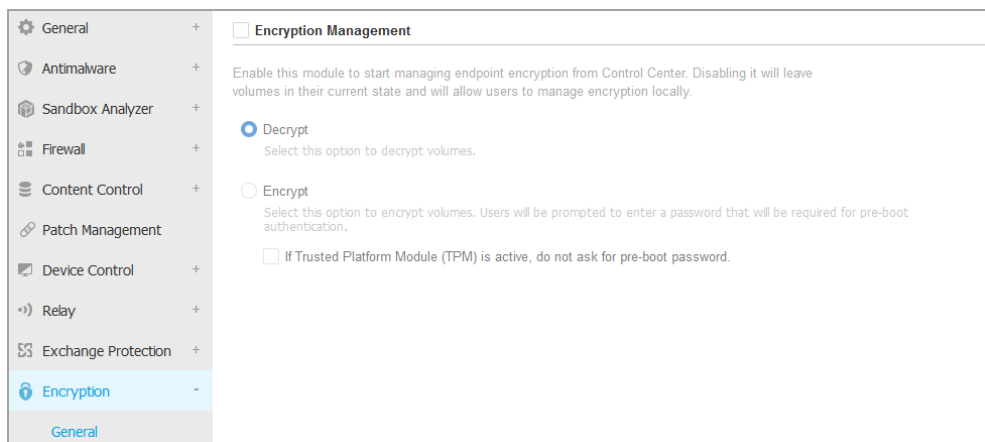 General +
Antimalware +
Sandbox Analyzer +
Firewall +
Content Control +
Patch Management
Device Control +
Relay +
Exchange Protection +
Encryption -
General
Encryption Management
Enable this module to start managing endpoint encryption from Control Center. Disabling it will leave
volumes in their current state and will allow users to manage encryption locally.
Decrypt
Select this option to decrypt volumes.
Encrypt
Select this option to encrypt volumes. Users will be prompted to enter a password that will be required for pre-boot
authentication.
If Trusted Platform Module (TPM) is active, do not ask for pre-boot password.